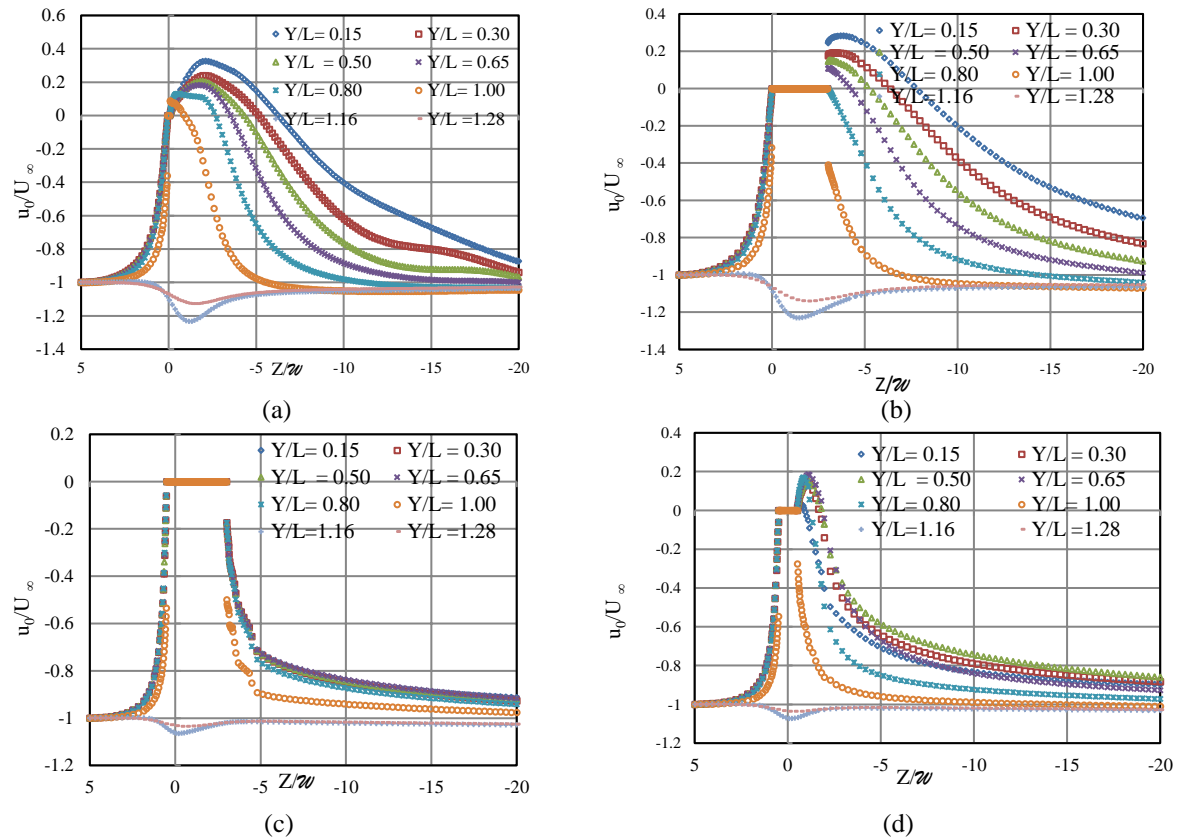 0.6
0.4
0.2
0
-0.2
-0.4
-0.6
-0.8
-1
-1.2
-1.4
u₀/U ∞
Y/L= 0.15
Y/L = 0.30
Y/L = 0.50
Y/L = 0.65
Y/L= 0.80
Y/L= 1.00
Y/L=1.16
Y/L =1.28
5
0
-5
-10
-15
-20
Z/𝓌
(a)
0.4
0.2
0
-0.2
-0.4
-0.6
-0.8
-1
-1.2
-1.4
u₀/U ∞
Y/L= 0.15
Y/L = 0.30
Y/L = 0.50
Y/L = 0.65
Y/L= 0.80
Y/L = 1.00
Y/L=1.16
Y/L =1.28
5
0
-5
-10
-15
-20
Z/𝓌
(b)
0.2
0
-0.2
-0.4
-0.6
-0.8
-1
-1.2
u₀/U ∞
Y/L= 0.15
Y/L = 0.30
Y/L = 0.50
Y/L = 0.65
Y/L= 0.80
Y/L = 1.00
Y/L=1.16
Y/L =1.28
5
0
-5
-10
-15
-20
Z/𝓌
(c)
0.4
0.2
0
-0.2
-0.4
-0.6
-0.8
-1
-1.2
u₀/U ∞
Y/L= 0.15
Y/L = 0.30
Y/L = 0.50
Y/L = 0.65
Y/L= 0.80
Y/L = 1.00
Y/L=1.16
Y/L =1.28
5
0
-5
-10
-15
-20
Z/𝓌
(d)